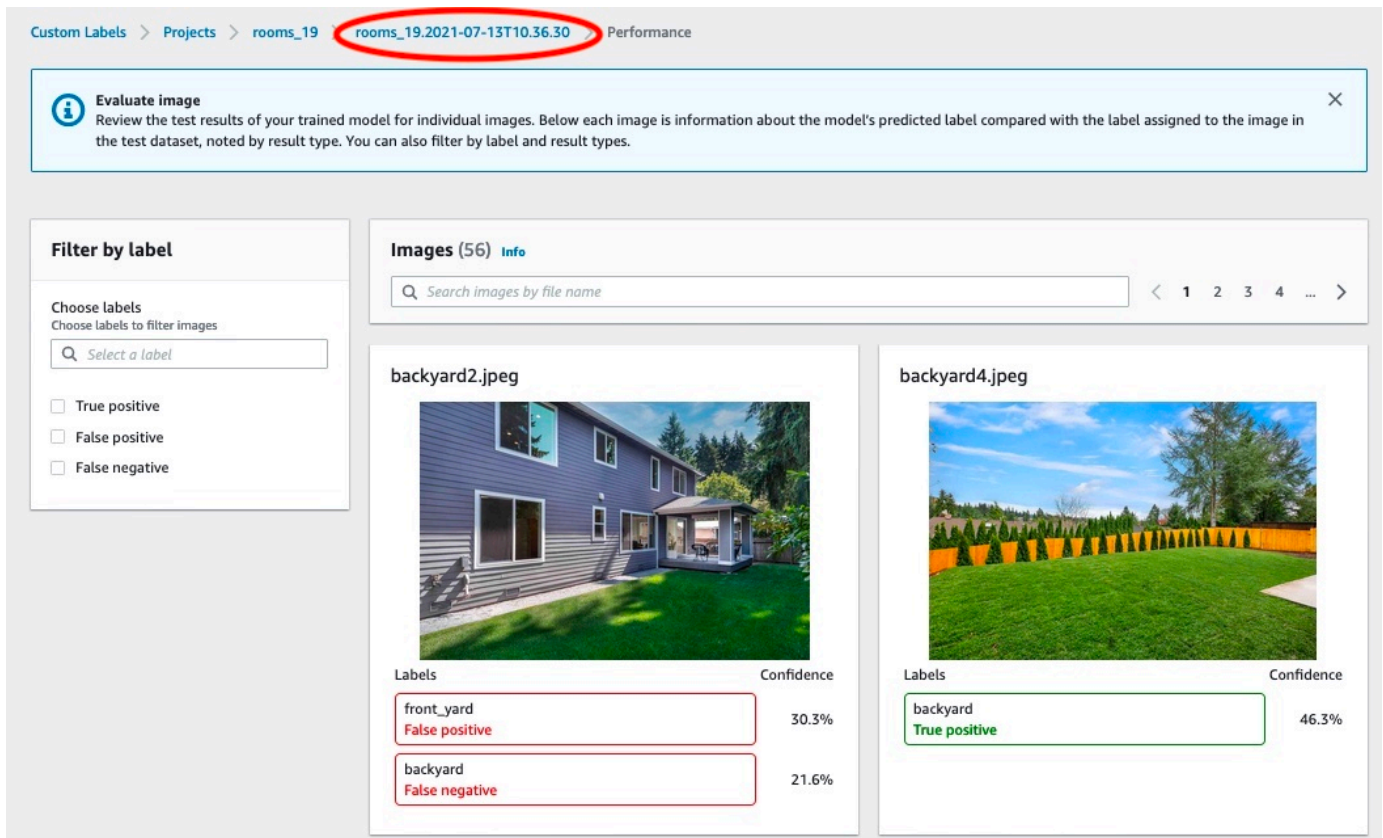 Custom Labels > Projects > rooms_19 > rooms_19.2021-07-13T10.36.30 > Performance
Evaluate image
Review the test results of your trained model for individual images. Below each image is information about the model's predicted label compared with the label assigned to the image in
the test dataset, noted by result type. You can also filter by label and result types.
Filter by label
Choose labels
Choose labels to filter images
Select a label
True positive
False positive
False negative
Images (56) Info
Search images by file name
< 1 2 3 4 ... >
backyard2.jpeg
Labels Confidence
front_yard
False positive
30.3%
backyard
False negative
21.6%
backyard4.jpeg
Labels Confidence
backyard
True positive
46.3%